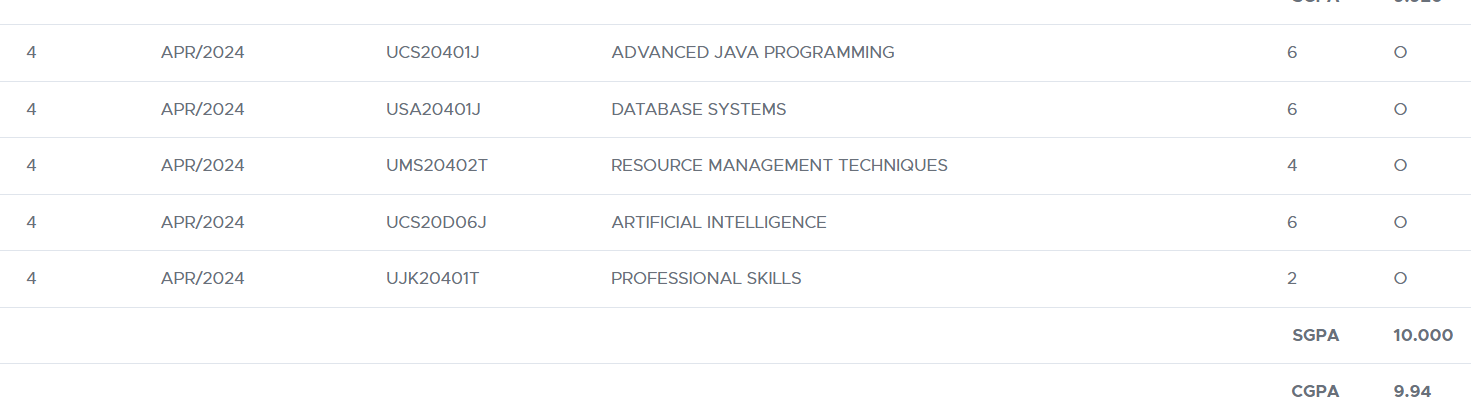 4 APR/2024 UCS20401J ADVANCED JAVA PROGRAMMING 6 O
4 APR/2024 USA20401J DATABASE SYSTEMS 6 O
4 APR/2024 UMS20402T RESOURCE MANAGEMENT TECHNIQUES 4 O
4 APR/2024 UCS20D06J ARTIFICIAL INTELLIGENCE 6 O
4 APR/2024 UJK20401T PROFESSIONAL SKILLS 2 O
SGPA 10.000
CGPA 9.94